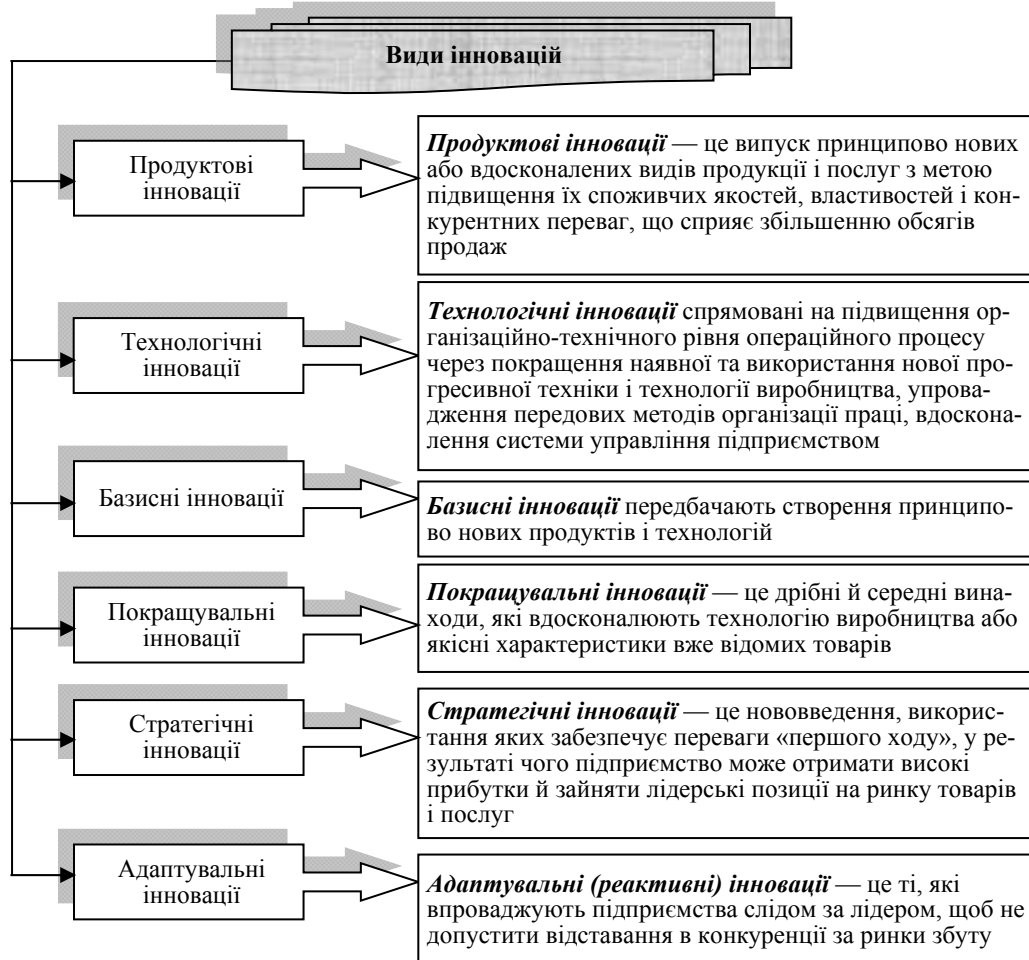 Види інновацій
Продуктові
інновації
Продуктові інновації — це випуск принципово нових
або вдосконалених видів продукції і послуг з метою
підвищення їх споживчих якостей, властивостей і кон-
курентних переваг, що сприяє збільшенню обсягів
продаж
Технологічні
інновації
Технологічні інновації спрямовані на підвищення ор-
ганізаційно-технічного рівня операційного процесу
через покращення наявної та використання нової про-
гресивної техніки і технології виробництва, упрова-
дження передових методів організації праці, вдоскона-
лення системи управління підприємством
Базисні інновації
Базисні інновації передбачають створення принципо-
во нових продуктів і технологій
Покращувальні
інновації
Покращувальні інновації — це дрібні й середні вина-
ходи, які вдосконалюють технологію виробництва або
якісні характеристики вже відомих товарів
Стратегічні
інновації
Стратегічні інновації — це нововведення, викорис-
тання яких забезпечує переваги «першого ходу», у ре-
зультаті чого підприємство може отримати високі
прибутки й зайняти лідерські позиції на ринку товарів
і послуг
Адаптувальні
інновації
Адаптувальні (реактивні) інновації — це ті, які
впроваджують підприємства слідом за лідером, щоб не
допустити відставання в конкуренції за ринки збуту